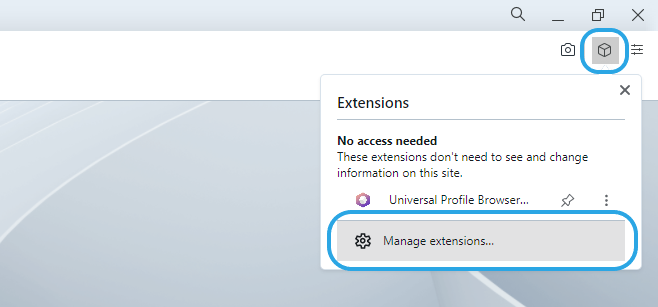 Extensions
No access needed
These extensions don't need to see and change
information on this site.
Universal Profile Browser...
Manage extensions...